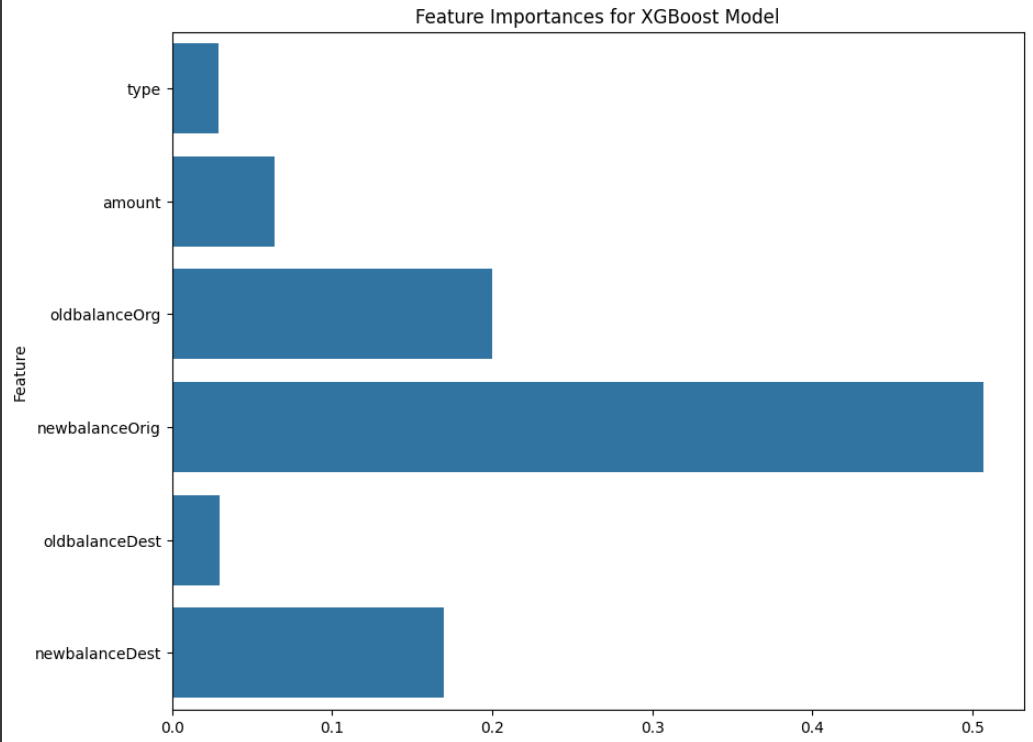 Feature Importances for XGBoost Model
type
amount
oldbalanceOrg
newbalanceOrig
oldbalanceDest
newbalanceDest
Feature
0.0 0.1 0.2 0.3 0.4 0.5